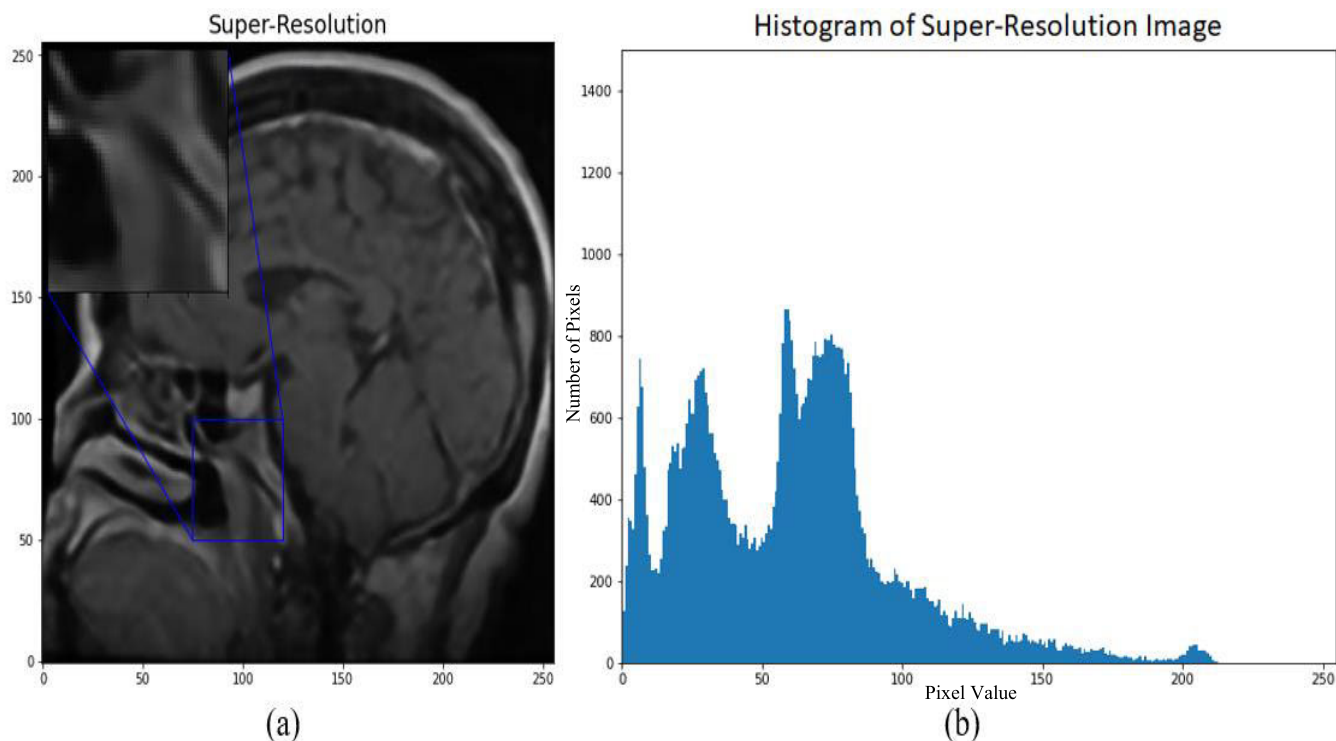 Super-Resolution
250
200
150
100
50
0
0 50 100 150 200 250
(a)
Histogram of Super-Resolution Image
1400
1200
1000
800
600
400
200
0
Number of Pixels
0 50 100 150 200 250
Pixel Value
(b)